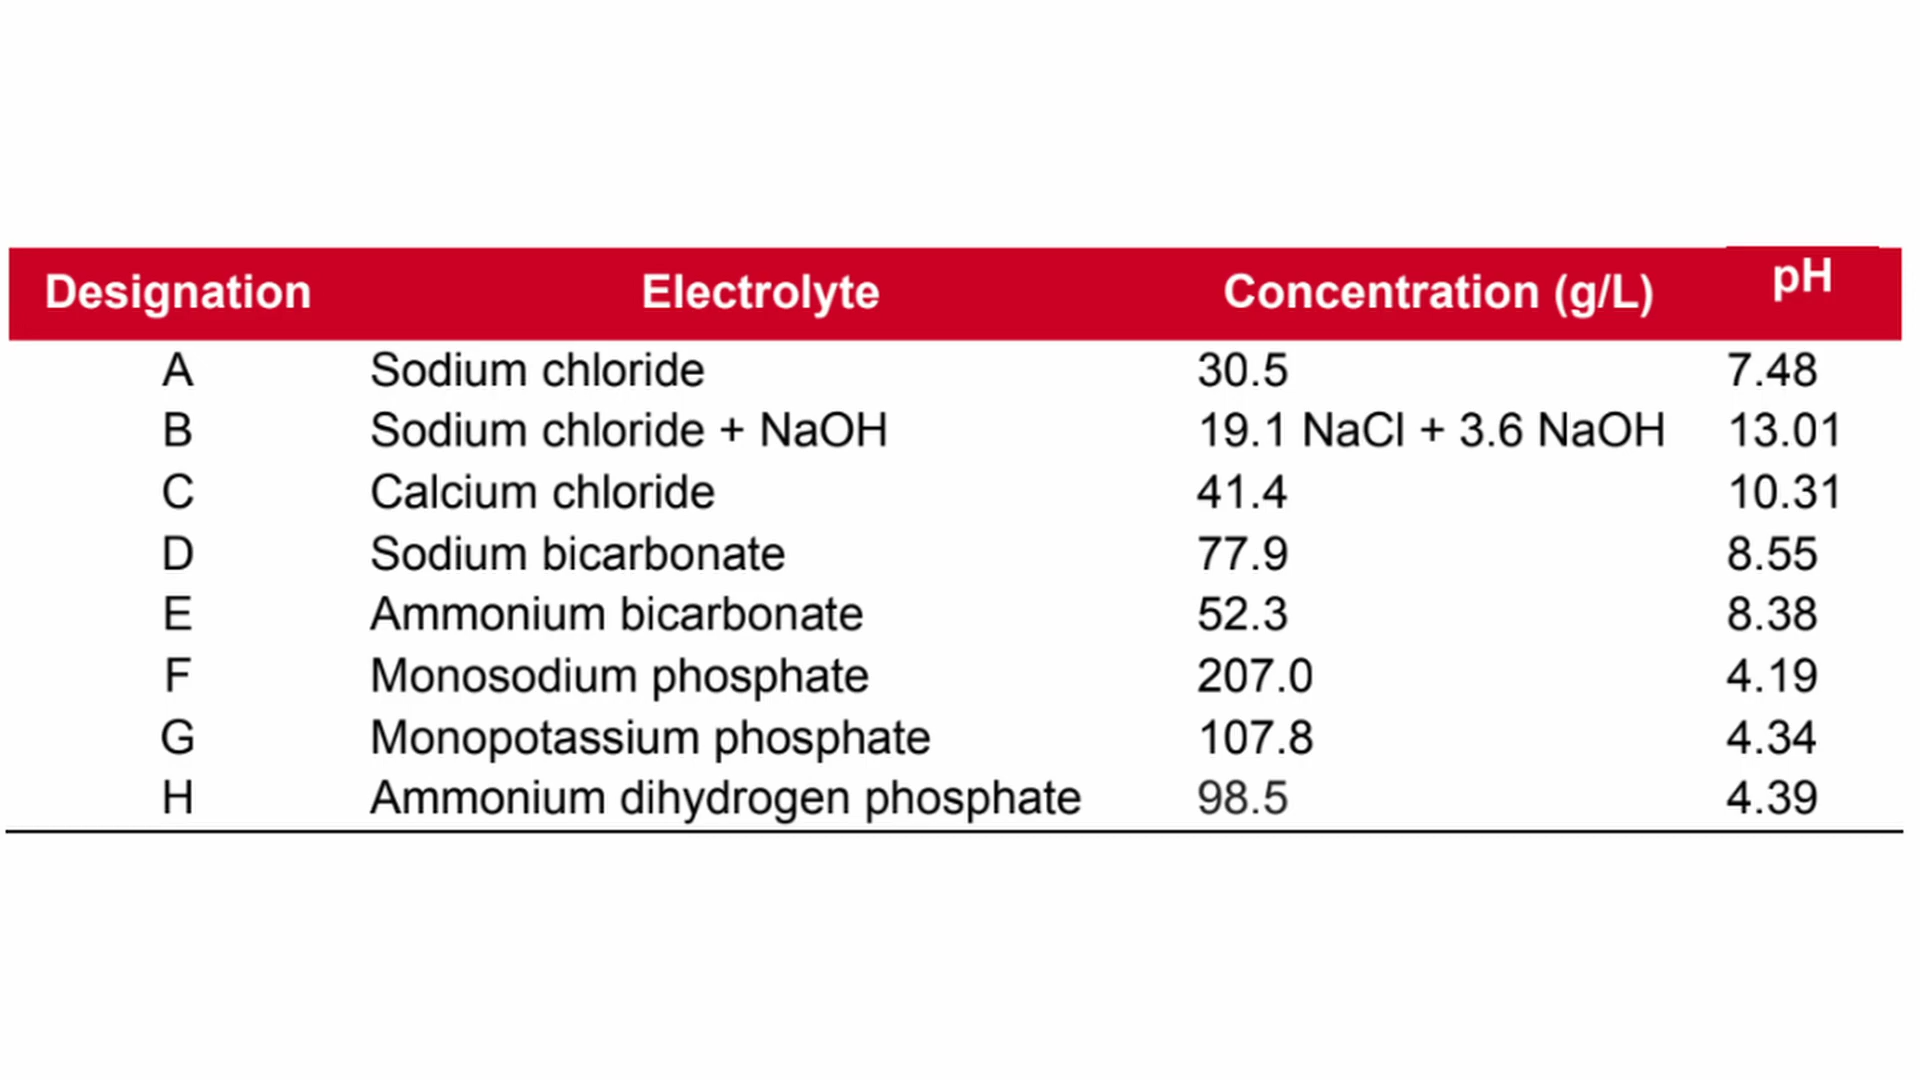 Designation Electrolyte Concentration (g/L) pH
A Sodium chloride 30.5 7.48
B Sodium chloride + NaOH 19.1 NaCl + 3.6 NaOH 13.01
C Calcium chloride 41.4 10.31
D Sodium bicarbonate 77.9 8.55
E Ammonium bicarbonate 52.3 8.38
F Monosodium phosphate 207.0 4.19
G Monopotassium phosphate 107.8 4.34
H Ammonium dihydrogen phosphate 98.5 4.39